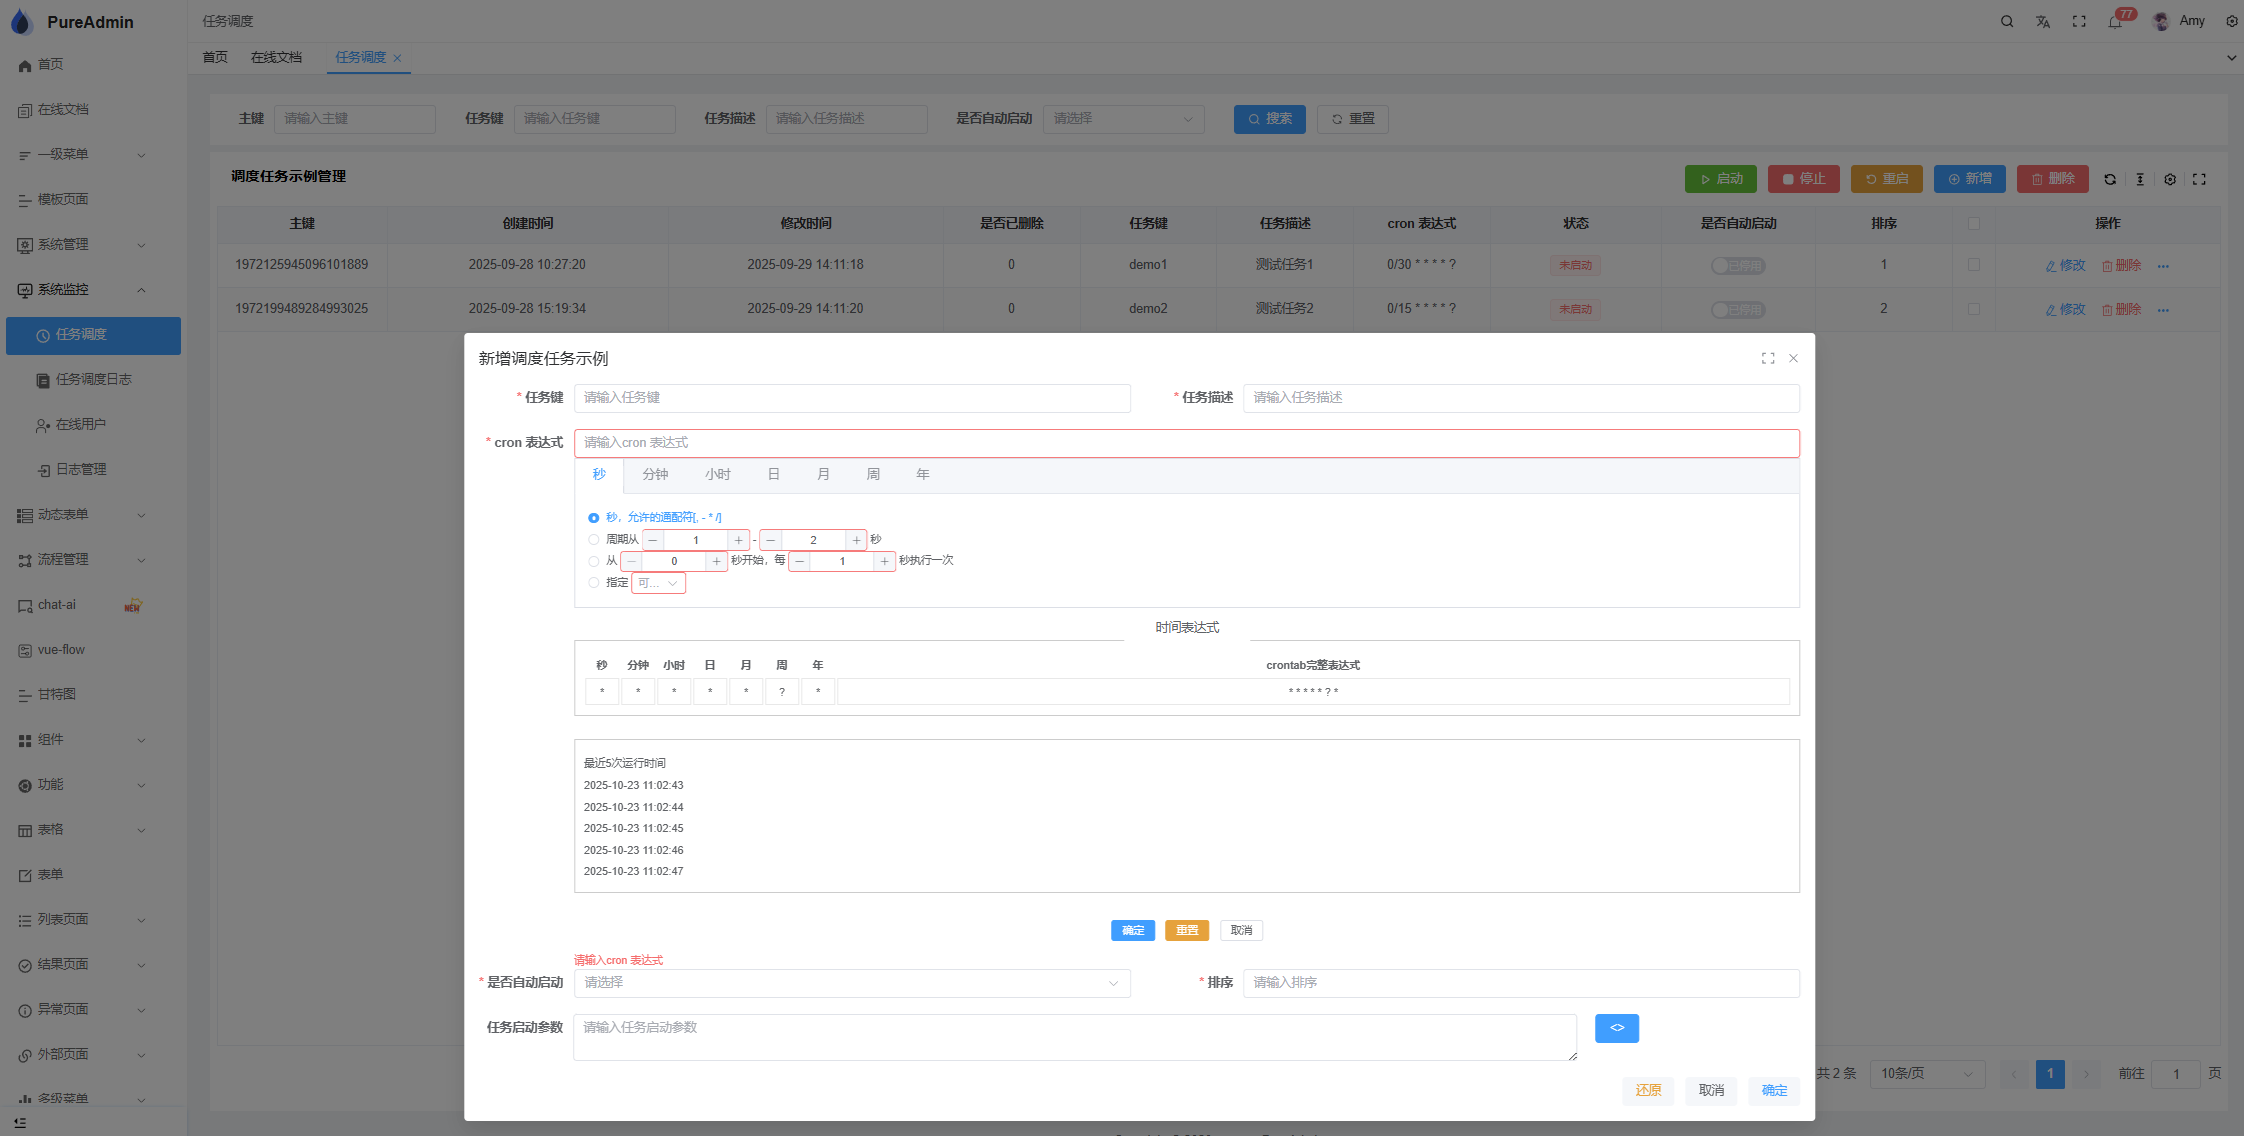 PureAdmin
任务调度
77
Amy
首页
在线文档
任务调度
首页
在线文档
一级菜单
模板页面
系统管理
系统监控
任务调度
任务调度日志
在线用户
日志管理
动态表单
流程管理
chat-ai NEW
vue-flow
甘特图
组件
功能
表格
表单
列表页面
结果页面
异常页面
外部页面
多级菜单
主键 请输入主键 任务键 请输入任务键 任务描述 请输入任务描述 是否自动启动 请选择 搜索 重置
调度任务示例管理 启动 停止 重启 新增 删除
主键 创建时间 修改时间 是否已删除 任务键 任务描述 cron 表达式 状态 是否自动启动 排序 操作
1972125945096101889 2025-09-28 10:27:20 2025-09-29 14:11:18 0 demo1 测试任务1 0/30 * * * * ? 未启动 已停用 1 修改 删除
1972199489284993025 2025-09-28 15:19:34 2025-09-29 14:11:20 0 demo2 测试任务2 0/15 * * * * ? 未启动 已停用 2 修改 删除
新增调度任务示例
* 任务键 请输入任务键 * 任务描述 请输入任务描述
* cron 表达式 请输入cron 表达式
秒 分钟 小时 日 月 周 年
秒，允许的通配符[, - * /]
周期从 1 - 2 秒
从 0 秒开始，每 1 秒执行一次
指定 可...
时间表达式
秒 分钟 小时 日 月 周 年 crontab完整表达式
* * * * * ? * * * * * * ? *
最近5次运行时间
2025-10-23 11:02:43
2025-10-23 11:02:44
2025-10-23 11:02:45
2025-10-23 11:02:46
2025-10-23 11:02:47
确定 重置 取消
请输入cron 表达式
* 是否自动启动 请选择 * 排序 请输入排序
任务启动参数 请输入任务启动参数 <>
还原 取消 确定
共 2 条 10条/页 1 前往 1 页